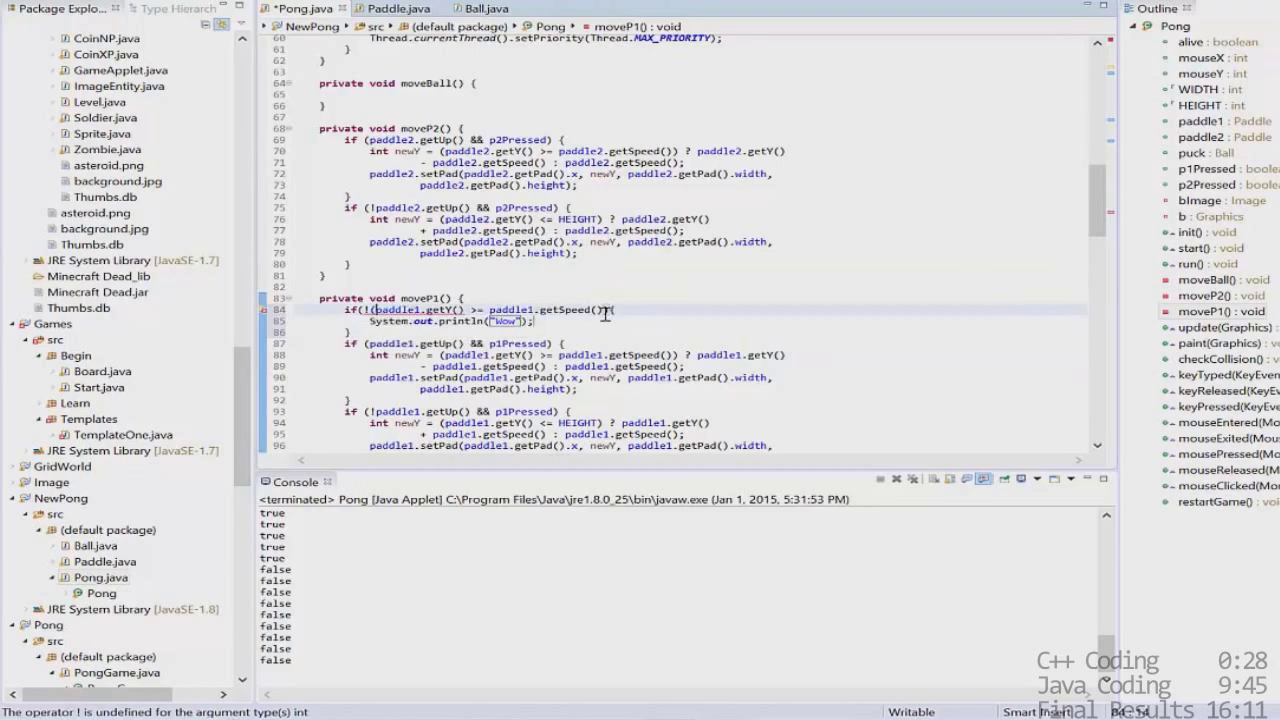 Package Explo...
Type Hierarch
CoinNP.java
CoinXP.java
GameApplet.java
ImageEntity.java
Level.java
Soldier.java
Sprite.java
Zombie.java
asteroid.png
background.jpg
Thumbs.db
asteroid.png
background.jpg
Thumbs.db
JRE System Library [JavaSE-1.7]
Minecraft Dead_lib
Minecraft Dead.jar
Thumbs.db
Games
src
Begin
Board.java
Start.java
Learn
Templates
TemplateOne.java
JRE System Library [JavaSE-1.7]
GridWorld
Image
NewPong
src
(default package)
Ball.java
Paddle.java
Pong.java
Pong
JRE System Library [JavaSE-1.8]
Pong
src
(default package)
PongGame.java
*Pong.java
Paddle.java
Ball.java
NewPong
src
(default package)
Pong
moveP1() : void
60 Thread.currentThread().setPriority(Thread.MAX_PRIORITY);
61 }
62 }
63
64 private void moveBall() {
65
66 }
67
68 private void moveP2() {
69 if (paddle2.getUp() && p2Pressed) {
70 int newY = (paddle2.getY() >= paddle2.getSpeed()) ? paddle2.getY()
71 - paddle2.getSpeed() : paddle2.getSpeed();
72 paddle2.setPad(paddle2.getPad().x, newY, paddle2.getPad().width,
73 paddle2.getPad().height);
74 }
75 if (!paddle2.getUp() && p2Pressed) {
76 int newY = (paddle2.getY() <= HEIGHT) ? paddle2.getY()
77 + paddle2.getSpeed() : paddle2.getSpeed();
78 paddle2.setPad(paddle2.getPad().x, newY, paddle2.getPad().width,
79 paddle2.getPad().height);
80 }
81 }
82
83 private void moveP1() {
84 if(!(paddle1.getY() >= paddle1.getSpeed()){
85 System.out.println("Wow");
86 }
87 if (paddle1.getUp() && p1Pressed) {
88 int newY = (paddle1.getY() >= paddle1.getSpeed()) ? paddle1.getY()
89 - paddle1.getSpeed() : paddle1.getSpeed();
90 paddle1.setPad(paddle1.getPad().x, newY, paddle1.getPad().width,
91 paddle1.getPad().height);
92 }
93 if (!paddle1.getUp() && p1Pressed) {
94 int newY = (paddle1.getY() <= HEIGHT) ? paddle1.getY()
95 + paddle1.getSpeed() : paddle1.getSpeed();
96 paddle1.setPad(paddle1.getPad().x, newY, paddle1.getPad().width,
Console
<terminated> Pong [Java Applet] C:\Program Files\Java\jre1.8.0_25\bin\javaw.exe (Jan 1, 2015, 5:31:53 PM)
true
true
true
true
true
false
false
false
false
false
false
false
false
false
Outline
Pong
alive : boolean
mouseX : int
mouseY : int
WIDTH : int
HEIGHT : int
paddle1 : Paddle
paddle2 : Paddle
puck : Ball
p1Pressed : boolean
p2Pressed : boolean
bImage : Image
b : Graphics
init() : void
start() : void
run() : void
moveBall() : void
moveP2() : void
moveP1() : void
update(Graphics)
paint(Graphics) :
checkCollision() :
keyTyped(KeyEven
keyReleased(KeyE
keyPressed(KeyEv
mouseEntered(Mo
mouseExited(Mou
mousePressed(Mo
mouseReleased(M
mouseClicked(Mou
restartGame() : vo
C++ Coding 0:28
Java Coding 9:45
Final Results 16:11
The operator ! is undefined for the argument type(s) int
Writable
Smart Insert
84 : 14